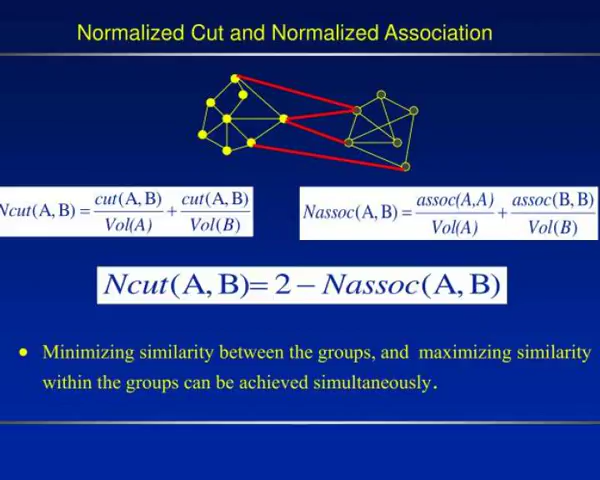 Normalized Cut and Normalized Association
Ncut(A, B) = cut(A, B)/Vol(A) + cut(A, B)/Vol(B)
Nassoc(A, B) = assoc(A,A)/Vol(A) + assoc(B, B)/Vol(B)
Ncut(A, B) = 2 − Nassoc(A, B)
• Minimizing similarity between the groups, and maximizing similarity
within the groups can be achieved simultaneously.